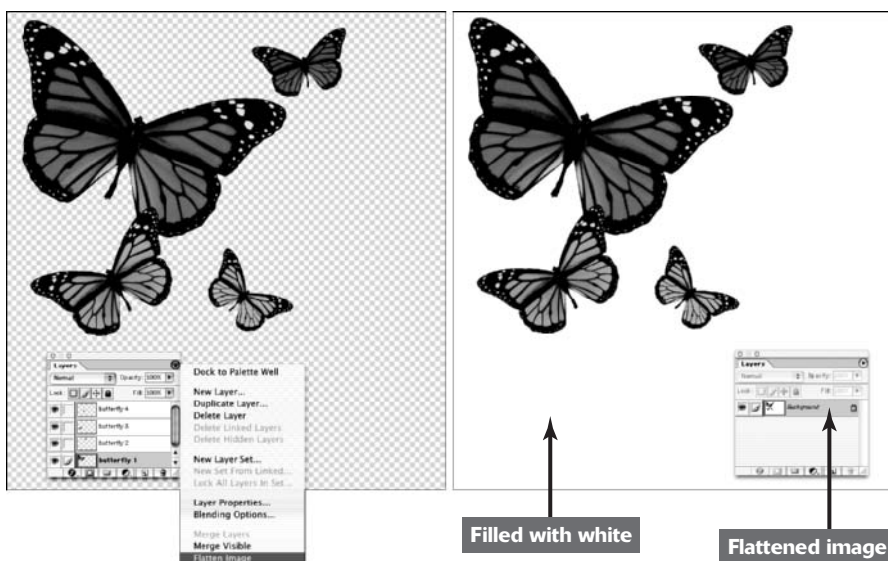 Layers
Normal Opacity: 100%
Lock: Fill: 100%
butterfly 4
butterfly 3
butterfly 2
butterfly 1
Dock to Palette Well
New Layer...
Duplicate Layer...
Delete Layer
Delete Linked Layers
Delete Hidden Layers
New Layer Set...
New Set From Linked...
Lock All Layers In Set...
Layer Properties...
Blending Options...
Merge Layers
Merge Visible
Flatten Image
Layers
Normal Opacity:
Lock: Fill:
Background
Filled with white
Flattened image